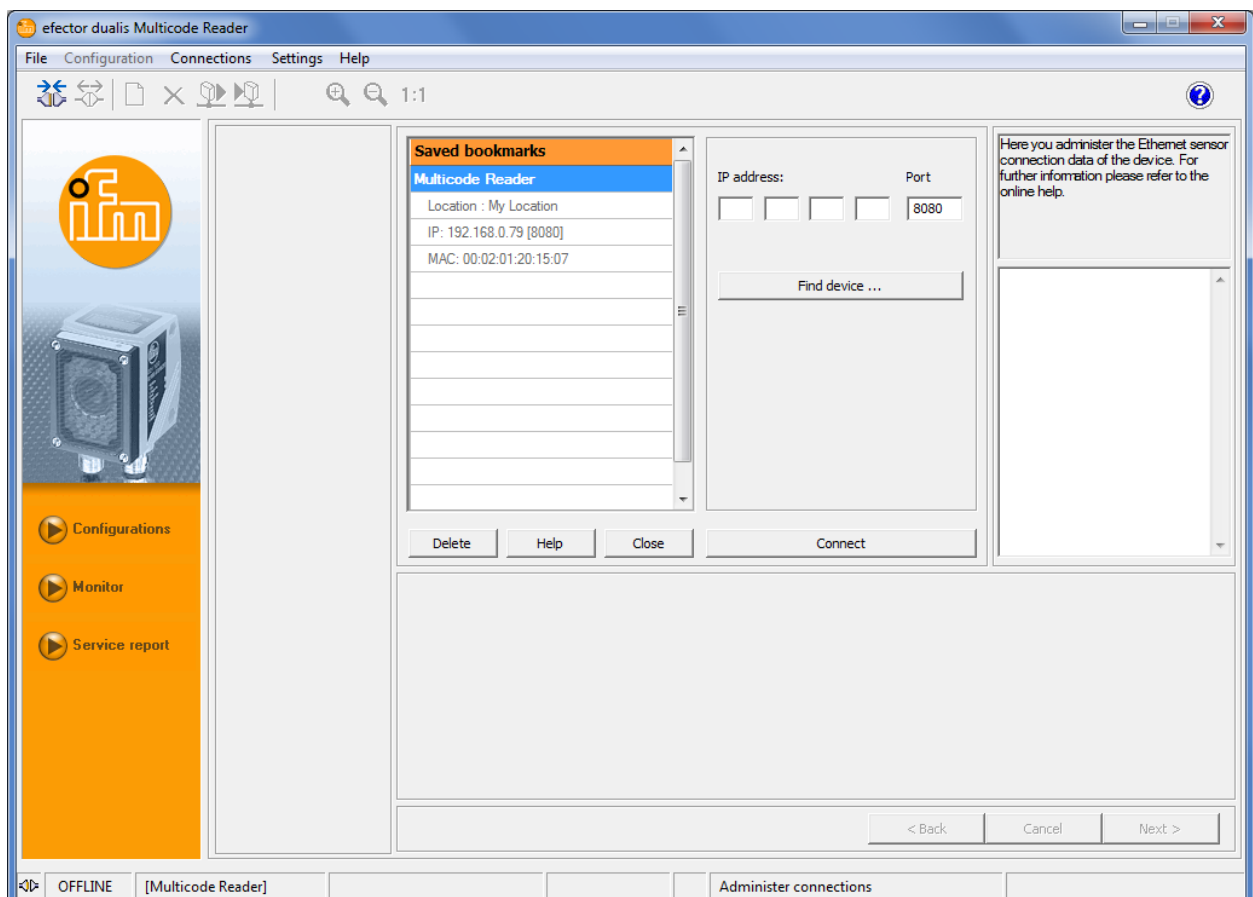 efector dualis Multicode Reader
File Configuration Connections Settings Help
1:1
ifm
Configurations
Monitor
Service report
Saved bookmarks
Multicode Reader
Location : My Location
IP: 192.168.0.79 [8080]
MAC: 00:02:01:20:15:07
Delete Help Close
IP address: Port
8080
Find device ...
Connect
Here you administer the Ethernet sensor
connection data of the device. For
further information please refer to the
online help.
< Back Cancel Next >
OFFLINE [Multicode Reader] Administer connections